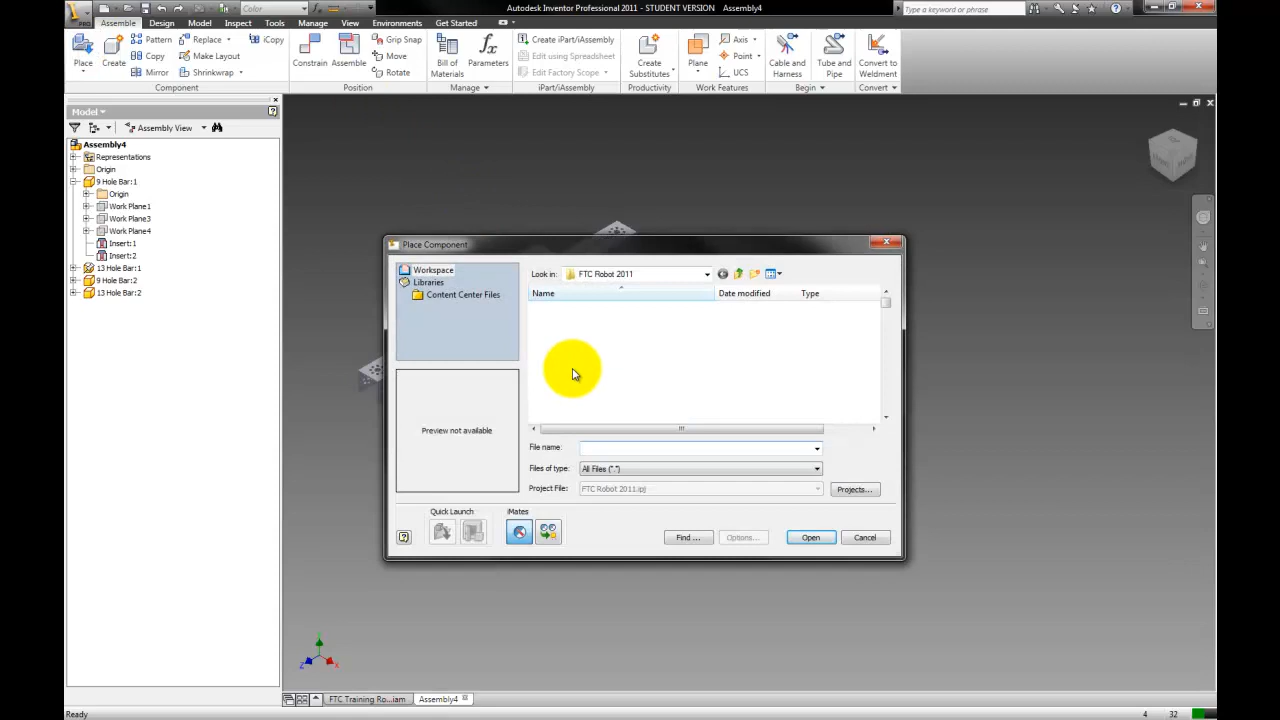 Autodesk Inventor Professional 2011 - STUDENT VERSION Assembly4
Color
Type a keyword or phrase
PRO
Assemble Design Model Inspect Tools Manage View Environments Get Started
Place
Create
Pattern
Copy
Mirror
Replace
Make Layout
Shrinkwrap
iCopy
Constrain
Assemble
Grip Snap
Move
Rotate
Bill of
Materials
Parameters
Create iPart/iAssembly
Edit using Spreadsheet
Edit Factory Scope
Create
Substitutes
Plane
Axis
Point
UCS
Cable and
Harness
Tube and
Pipe
Convert to
Weldment
Component
Position
Manage
iPart/iAssembly
Productivity
Work Features
Begin
Convert
Model
Assembly View
Assembly4
Representations
Origin
9 Hole Bar:1
Origin
Work Plane1
Work Plane3
Work Plane4
Insert:1
Insert:2
13 Hole Bar:1
9 Hole Bar:2
13 Hole Bar:2
Place Component
Workspace
Libraries
Content Center Files
Look in: FTC Robot 2011
Name Date modified Type
Preview not available
File name:
Files of type: All Files (*.*)
Project File: FTC Robot 2011.ipj Projects...
Quick Launch iMates
Find ... Options... Open Cancel
Z X
FTC Training Ro...iam Assembly4
Ready 4 32